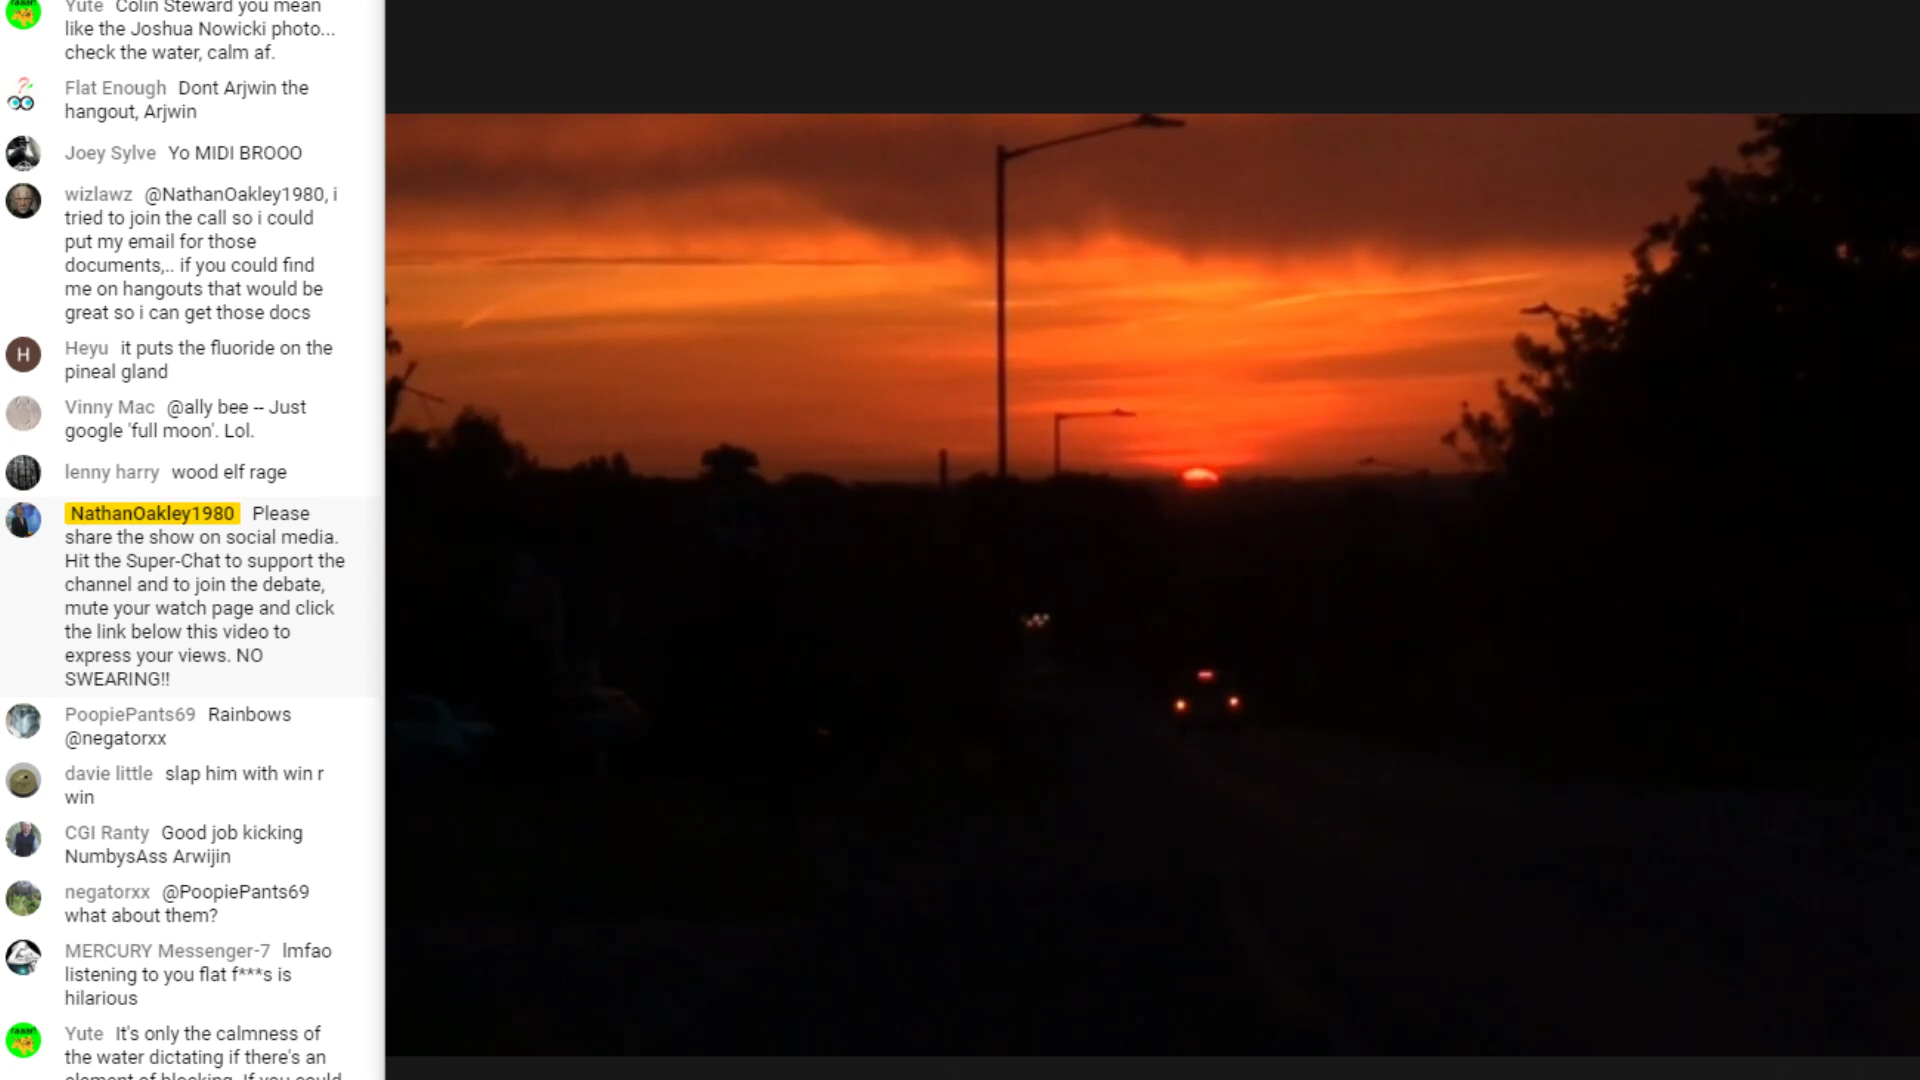 Yute Colin Steward you mean
like the Joshua Nowicki photo...
check the water, calm af.
Flat Enough Dont Arjwin the
hangout, Arjwin
Joey Sylve Yo MIDI BROOO
wizlawz @NathanOakley1980, i
tried to join the call so i could
put my email for those
documents,.. if you could find
me on hangouts that would be
great so i can get those docs
H
Heyu it puts the fluoride on the
pineal gland
Vinny Mac @ally bee -- Just
google 'full moon'. Lol.
lenny harry wood elf rage
NathanOakley1980 Please
share the show on social media.
Hit the Super-Chat to support the
channel and to join the debate,
mute your watch page and click
the link below this video to
express your views. NO
SWEARING!!
PoopiePants69 Rainbows
@negatorxx
davie little slap him with win r
win
CGI Ranty Good job kicking
NumbysAss Arwijin
negatorxx @PoopiePants69
what about them?
MERCURY Messenger-7 lmfao
listening to you flat f***s is
hilarious
Yute It's only the calmness of
the water dictating if there's an
element of blocking. If you could